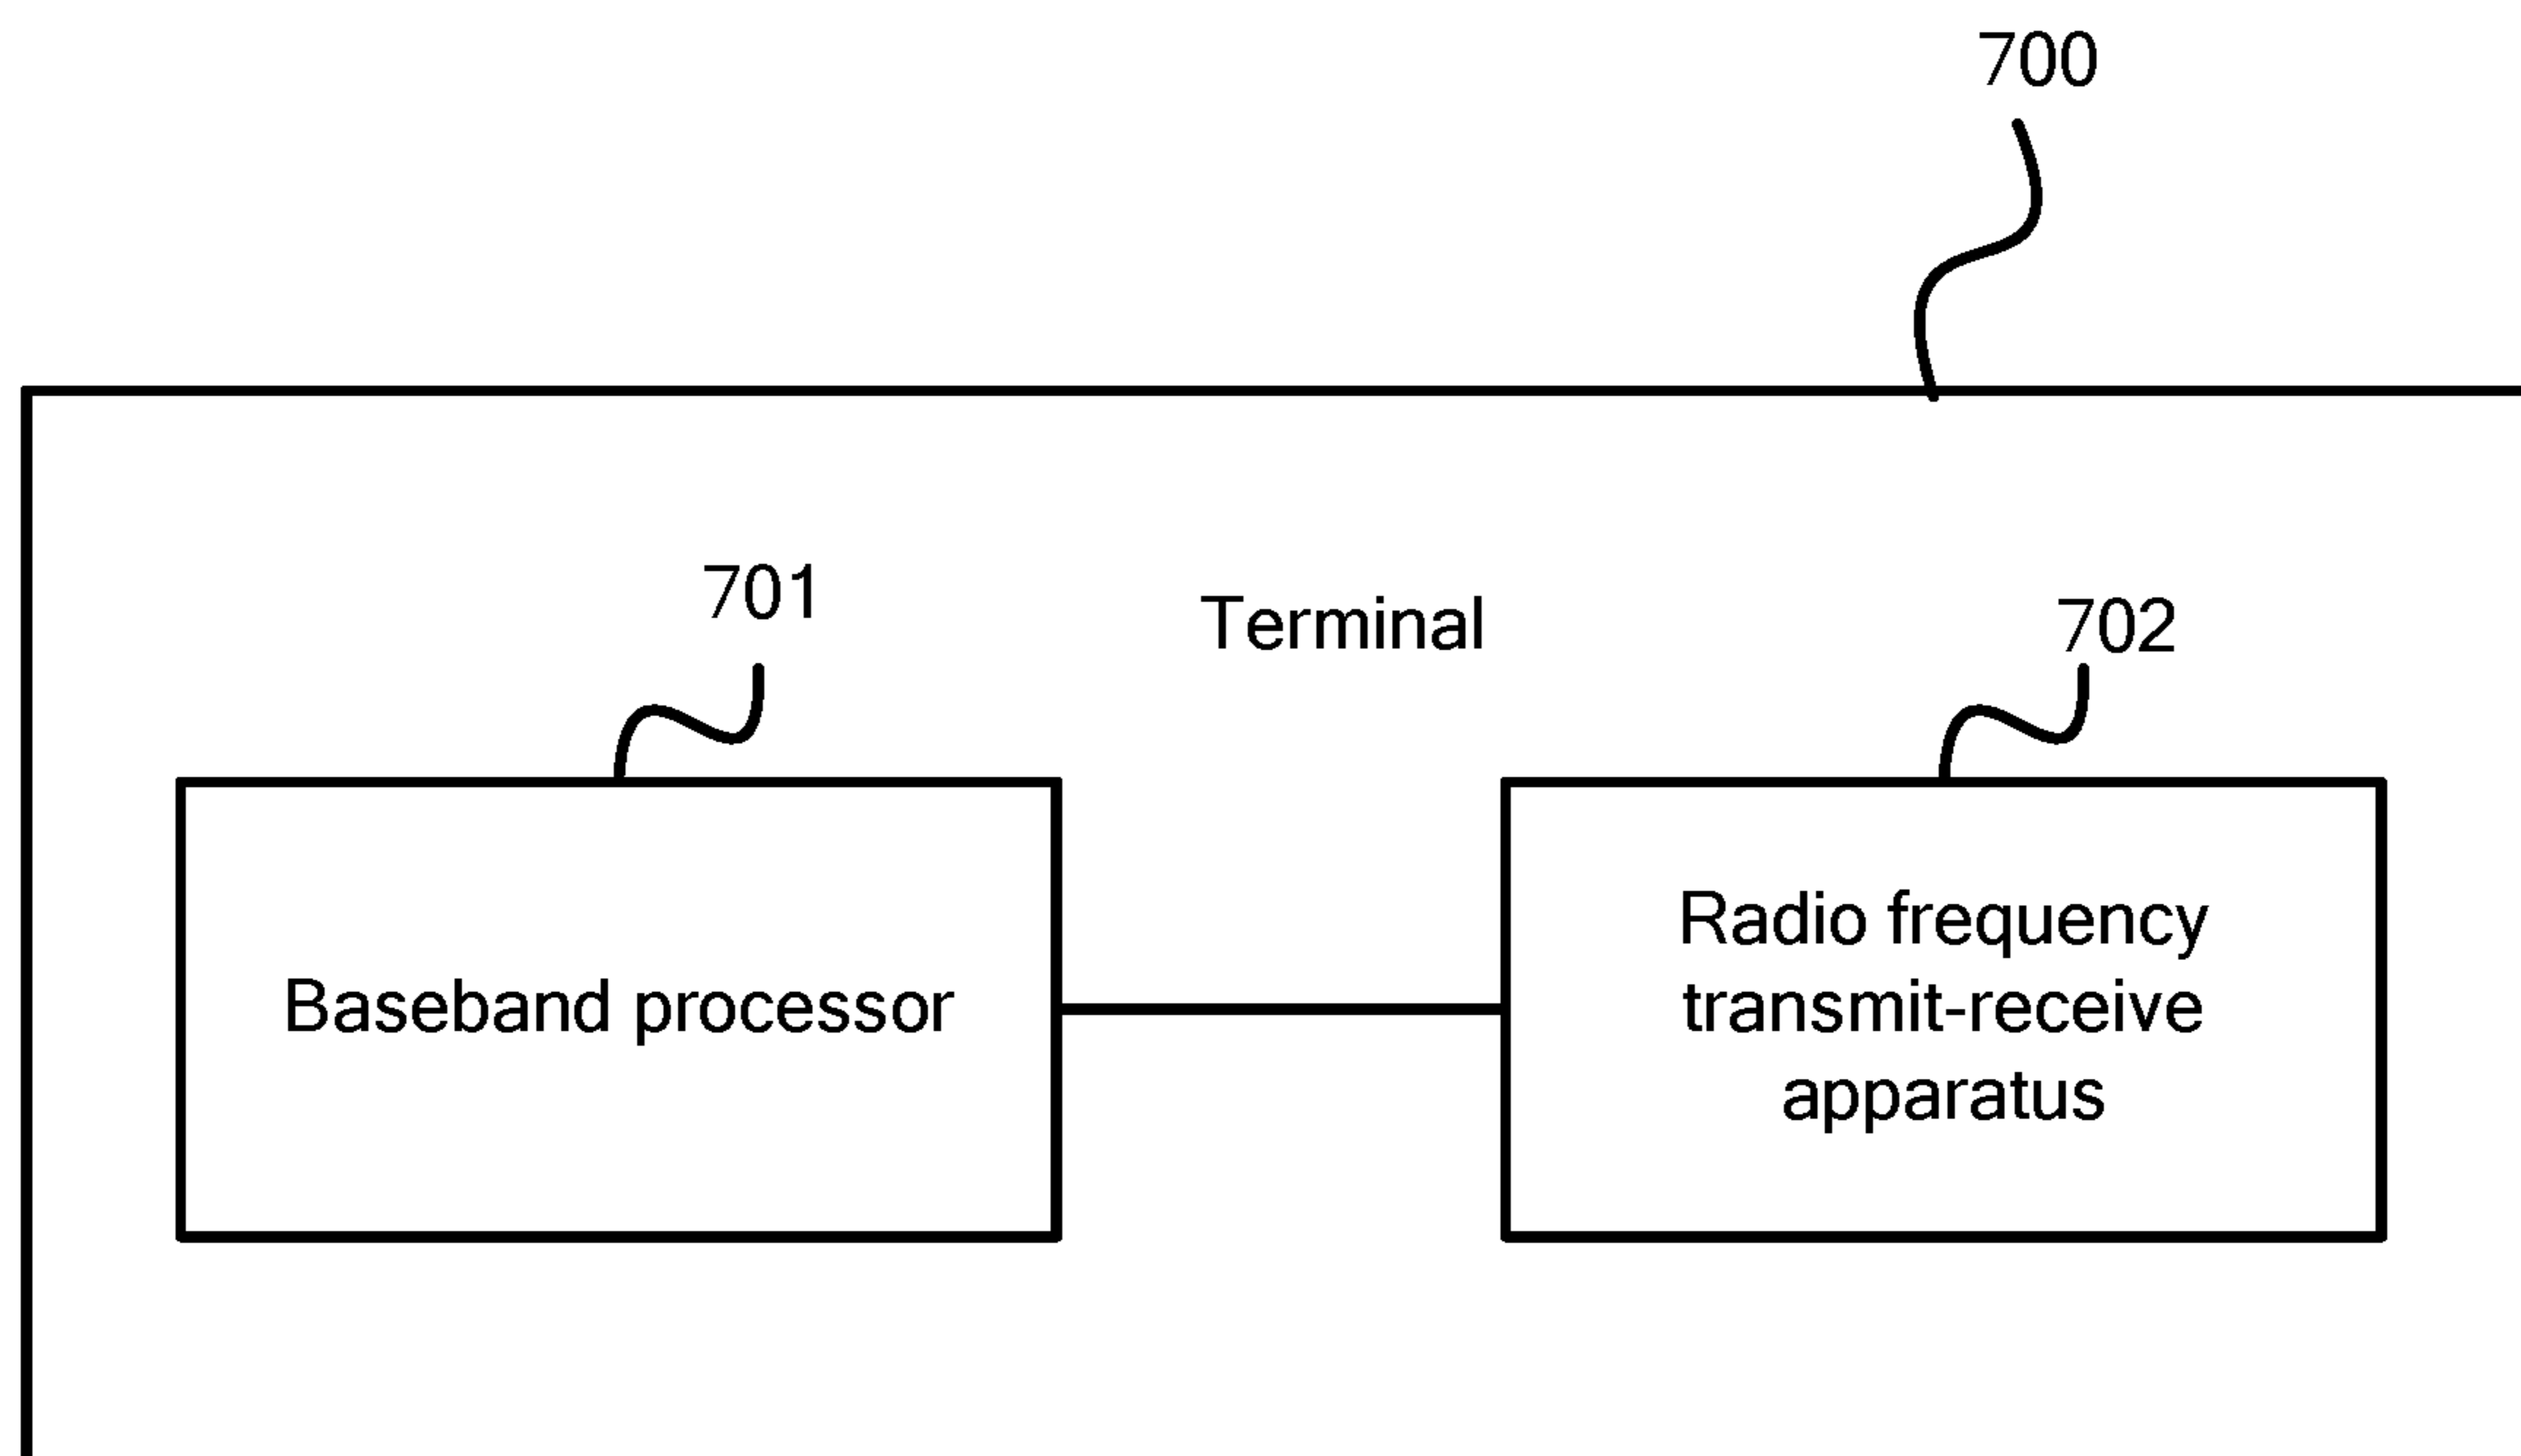 700
701
Terminal
702
Baseband processor
Radio frequency
transmit-receive
apparatus